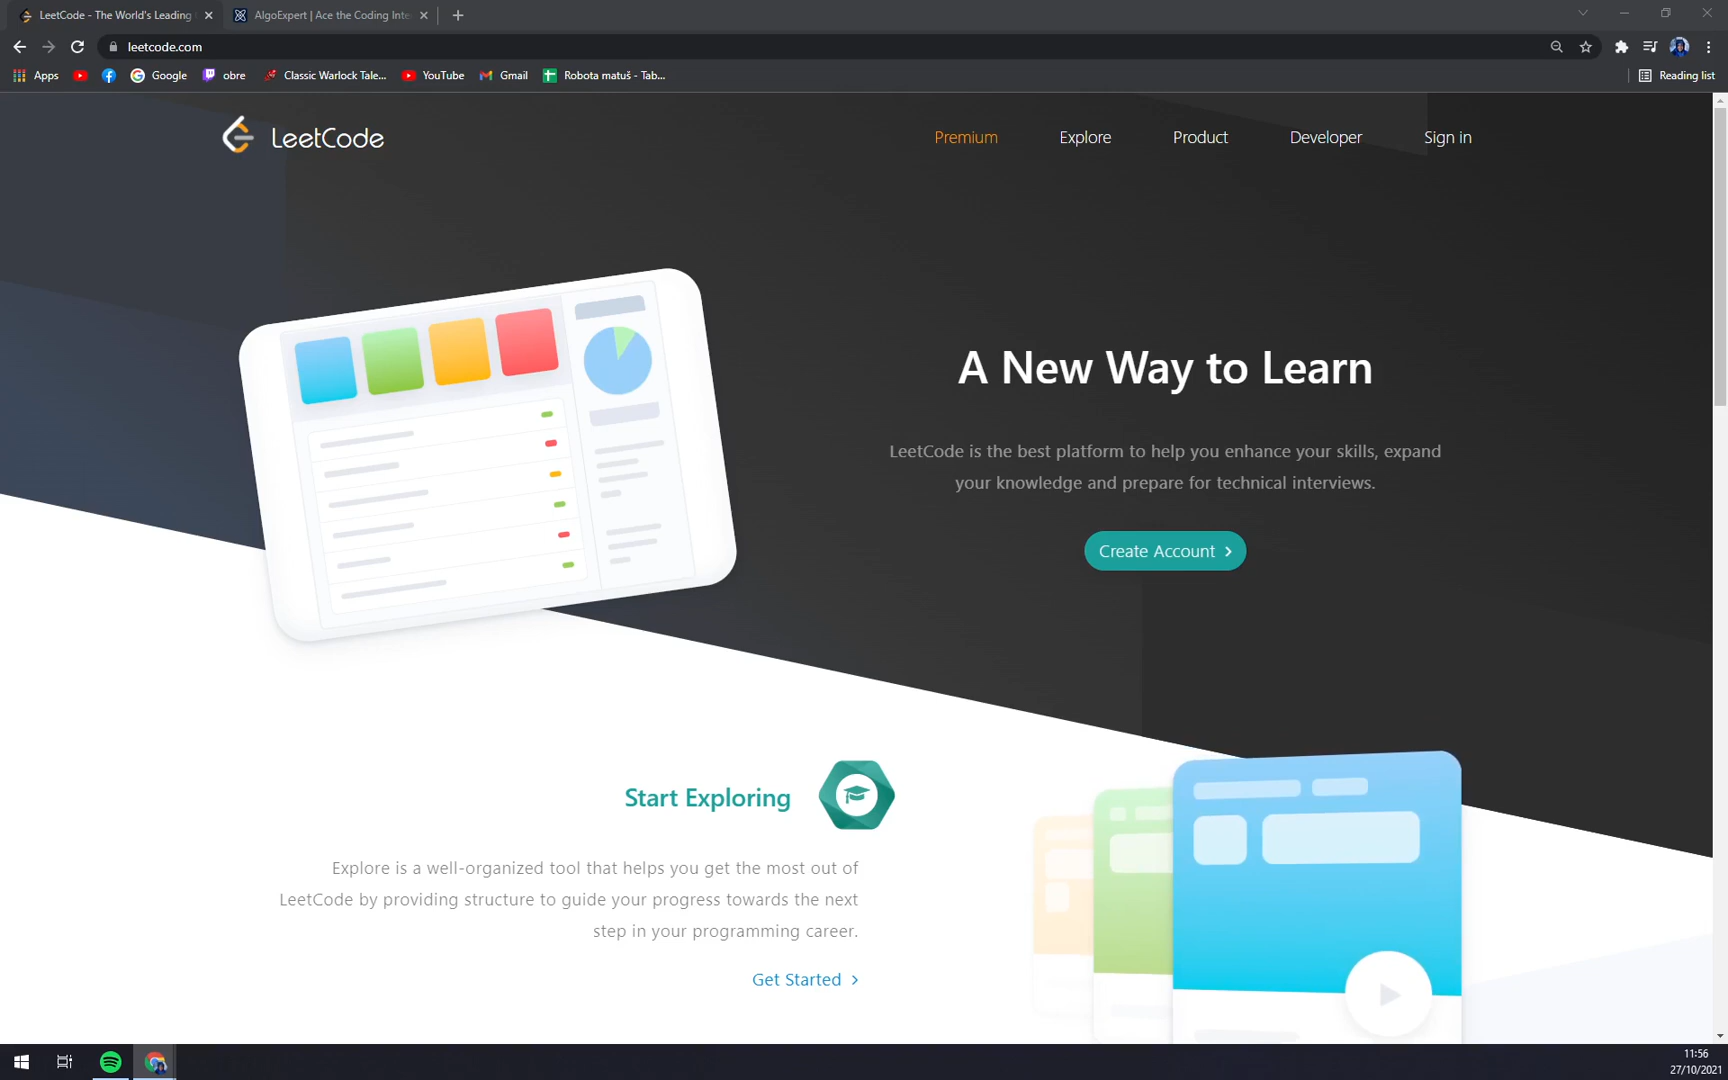 LeetCode - The World's Leading
AlgoExpert | Ace the Coding Inte
leetcode.com
Apps
Google
obre
Classic Warlock Tale...
YouTube
Gmail
Robota matuš - Tab...
Reading list
LeetCode
Premium
Explore
Product
Developer
Sign in
A New Way to Learn
LeetCode is the best platform to help you enhance your skills, expand
your knowledge and prepare for technical interviews.
Create Account
Start Exploring
Explore is a well-organized tool that helps you get the most out of
LeetCode by providing structure to guide your progress towards the next
step in your programming career.
Get Started
11:56
27/10/2021